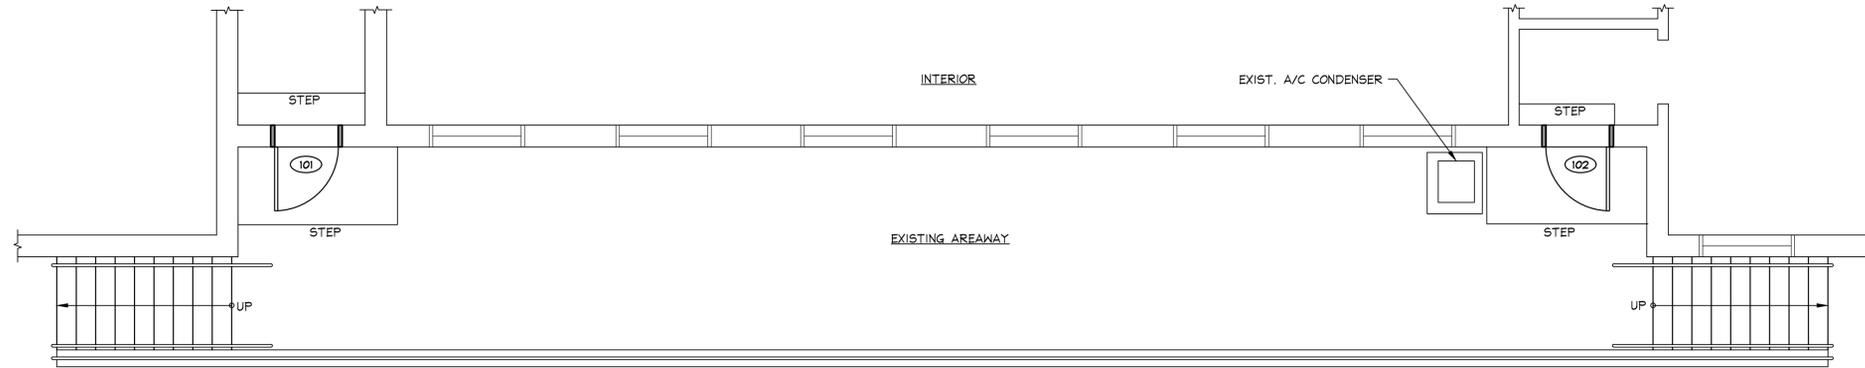 INTERIOR
EXIST. A/C CONDENSER
STEP
STEP
101
102
STEP
STEP
EXISTING AREAWAY
UP
UP